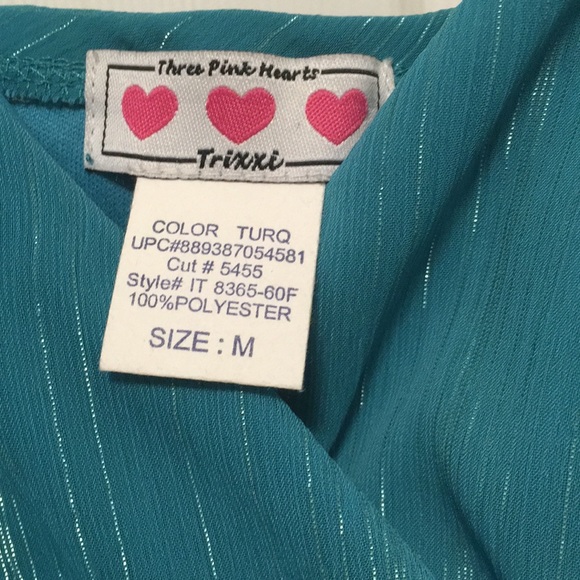 Three Pink Hearts
Trixxi
COLOR TURQ
UPC#889387054581
Cut # 5455
Style# IT 8365-60F
100%POLYESTER
SIZE : M